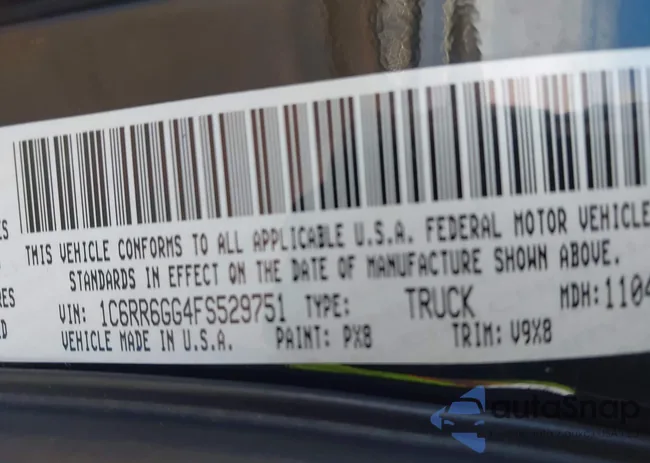 THIS VEHICLE CONFORMS TO ALL APPLICABLE U.S.A. FEDERAL MOTOR VEHICLE
STANDARDS IN EFFECT ON THE DATE OF MANUFACTURE SHOWN ABOVE.
VIN: 1C6RR6GG4FS529751 TYPE: TRUCK MDH: 1104
VEHICLE MADE IN U.S.A. PAINT: PX8 TRIM: V9X8
autoSnap